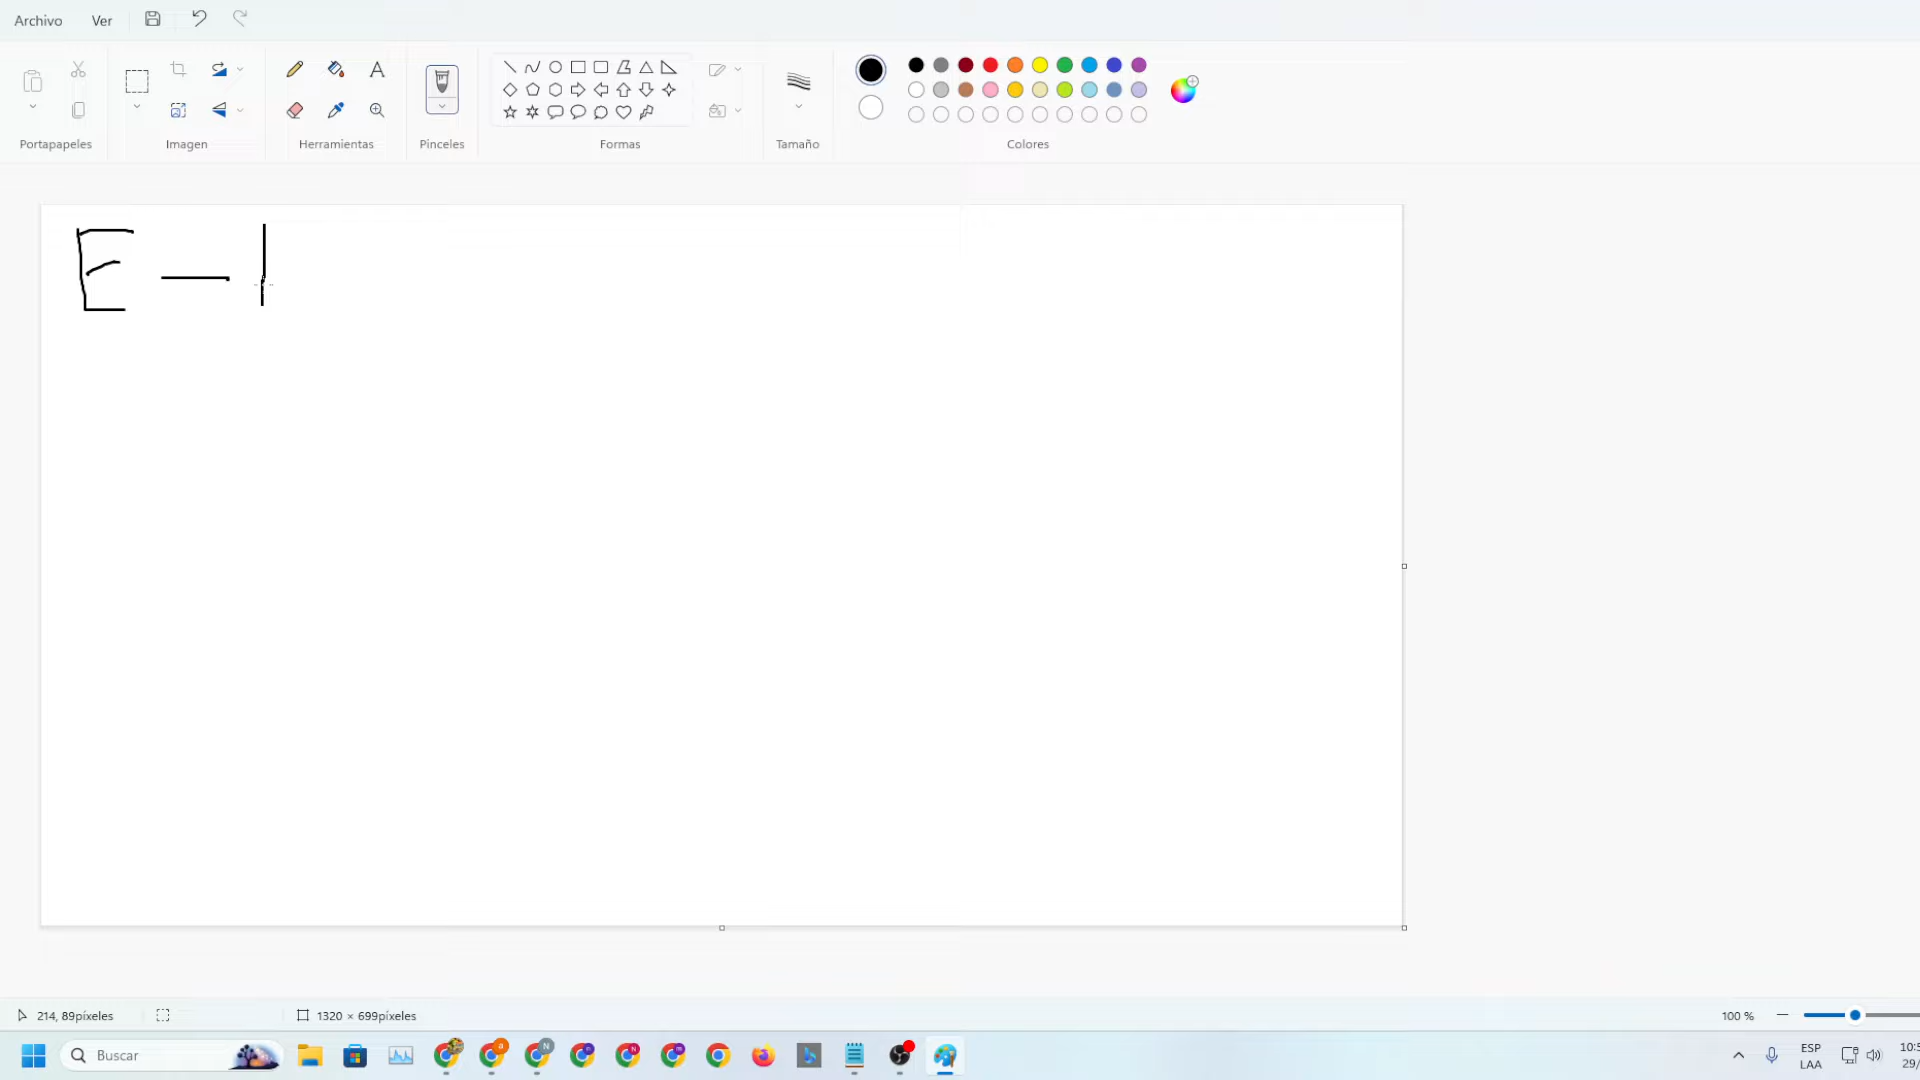 Archivo Ver
Portapapeles Imagen Herramientas Pinceles Formas Tamaño Colores
E — I
214, 89píxeles 1320 × 699píxeles 100 %
Buscar ESP
LAA